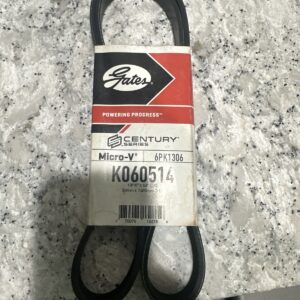 Gates
POWERING PROGRESS™
CENTURY®
SERIES
Micro-V® 6PK1306
K060514